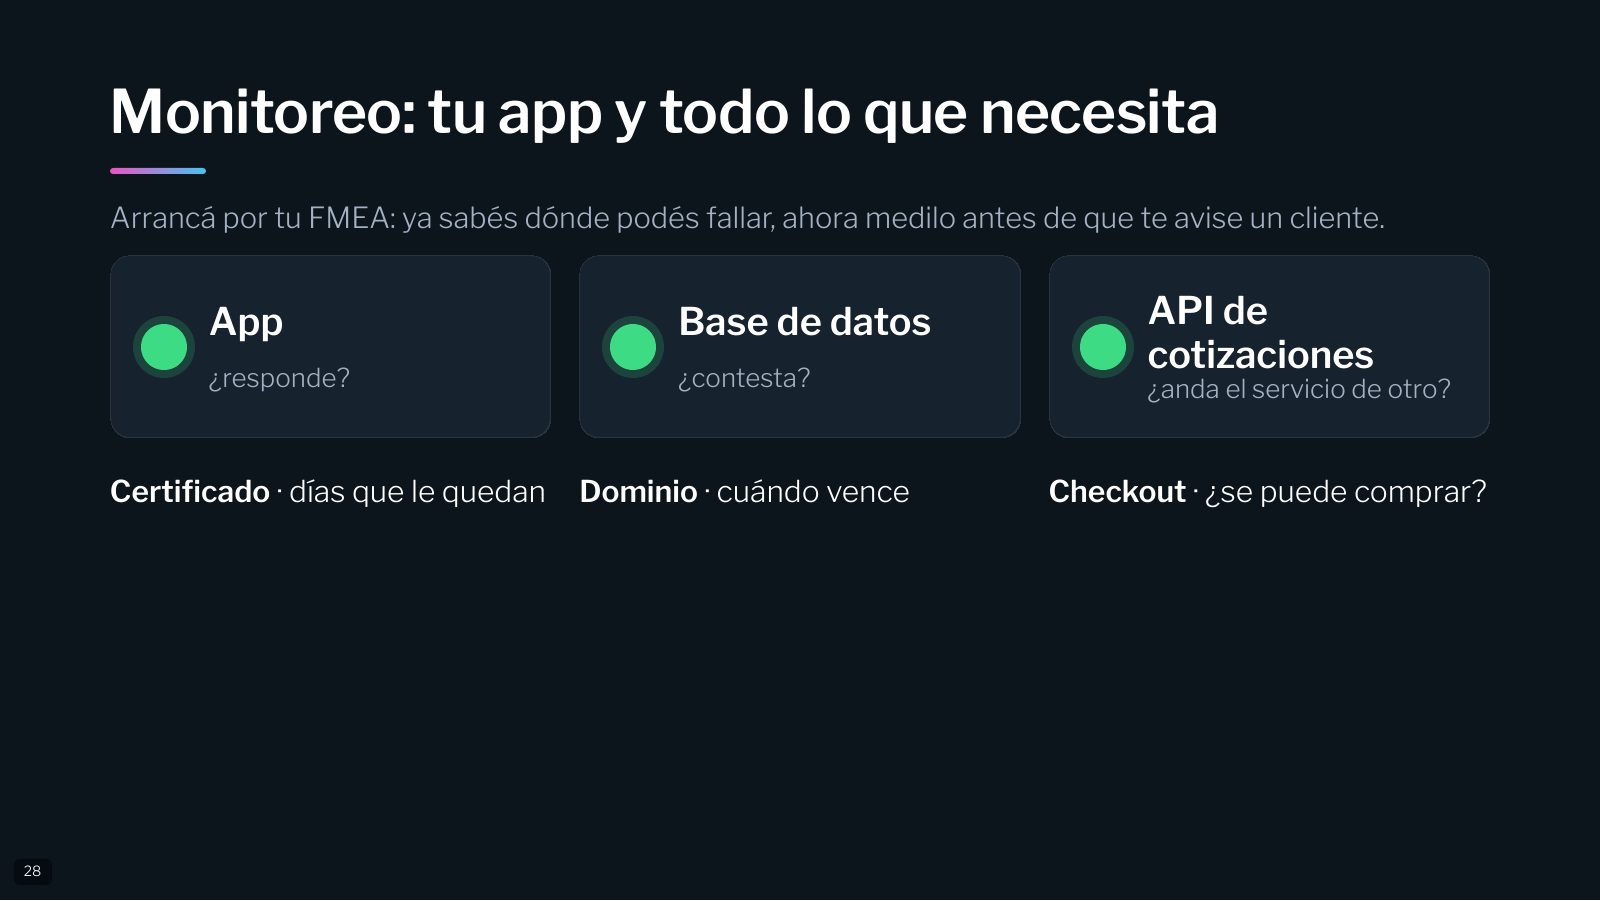 Monitoreo: tu app y todo lo que necesita
Arrancá por tu FMEA: ya sabés dónde podés fallar, ahora medilo antes de que te avise un cliente.
App
¿responde?
Base de datos
¿contesta?
API de
cotizaciones
¿anda el servicio de otro?
Certificado · días que le quedan
Dominio · cuándo vence
Checkout · ¿se puede comprar?
28